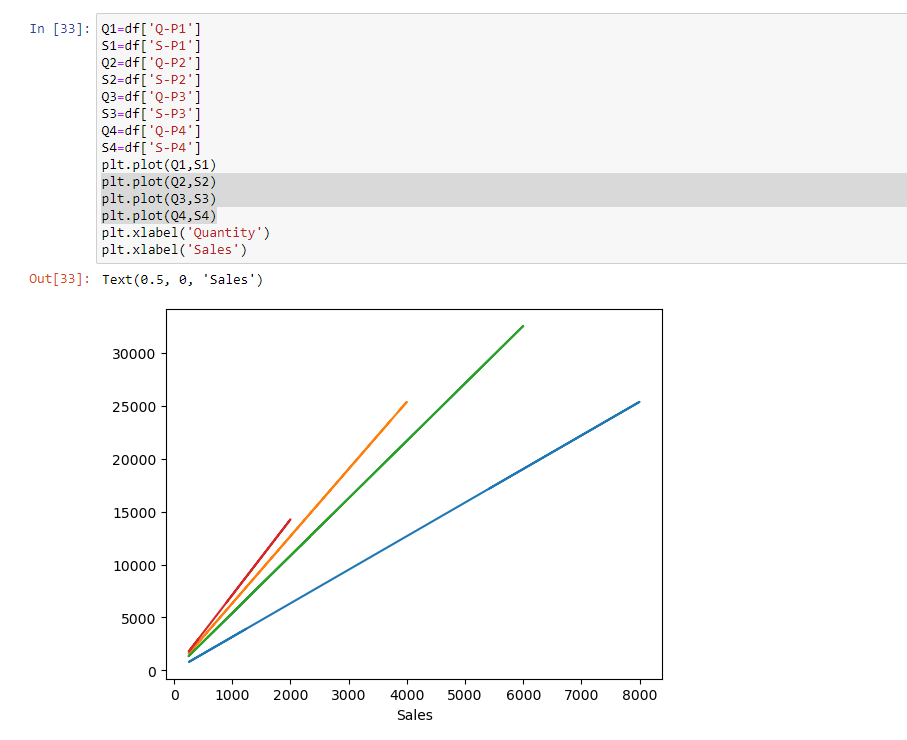 In [33]: Q1=df['Q-P1']
S1=df['S-P1']
Q2=df['Q-P2']
S2=df['S-P2']
Q3=df['Q-P3']
S3=df['S-P3']
Q4=df['Q-P4']
S4=df['S-P4']
plt.plot(Q1,S1)
plt.plot(Q2,S2)
plt.plot(Q3,S3)
plt.plot(Q4,S4)
plt.xlabel('Quantity')
plt.xlabel('Sales')
Out[33]: Text(0.5, 0, 'Sales')
30000
25000
20000
15000
10000
5000
0
0 1000 2000 3000 4000 5000 6000 7000 8000
Sales